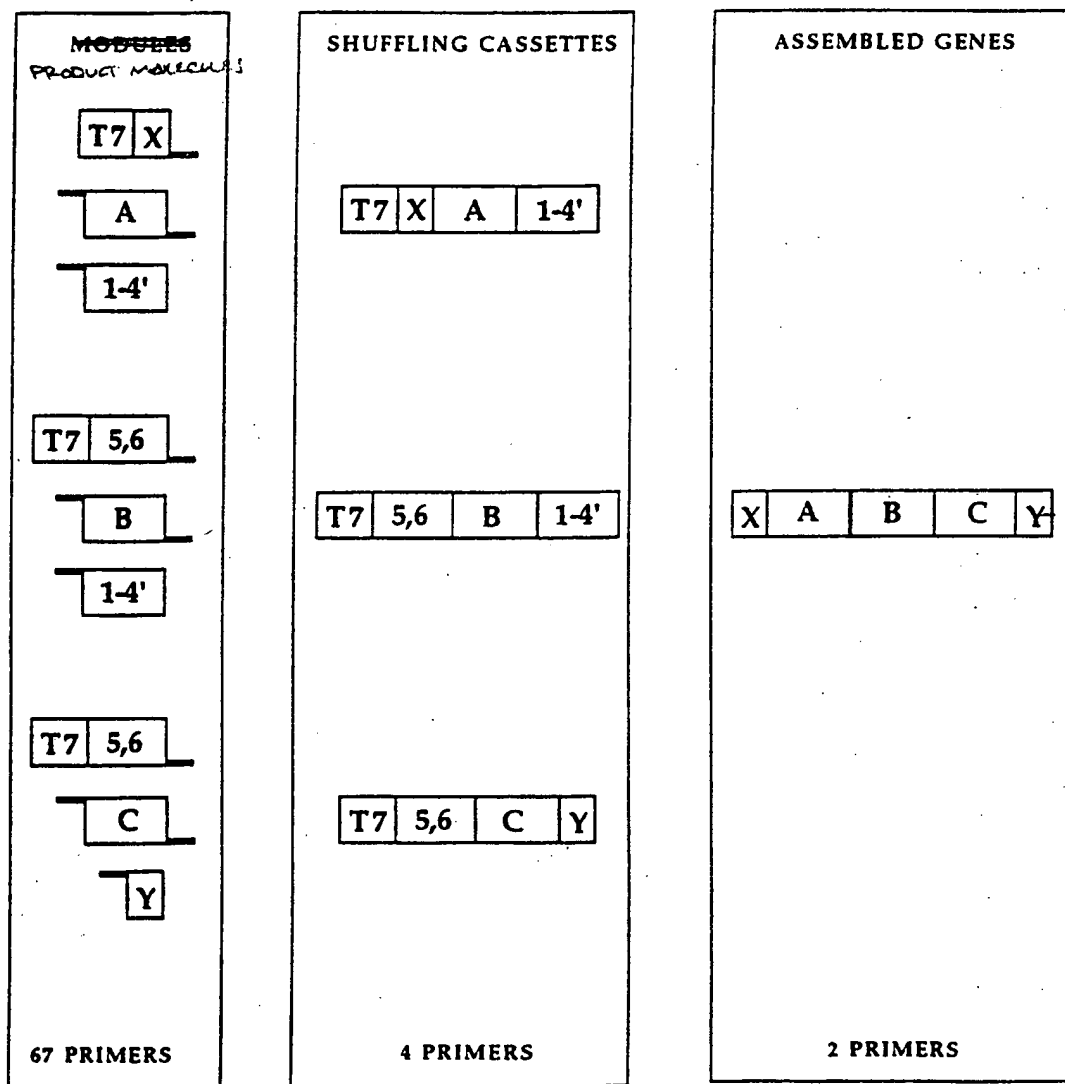 MODULES
PRODUCT MOLECULES
T7 X
A
1-4'
T7 5,6
B
1-4'
T7 5,6
C
Y
67 PRIMERS
SHUFFLING CASSETTES
T7 X A 1-4'
T7 5,6 B 1-4'
T7 5,6 C Y
4 PRIMERS
ASSEMBLED GENES
X A B C Y
2 PRIMERS